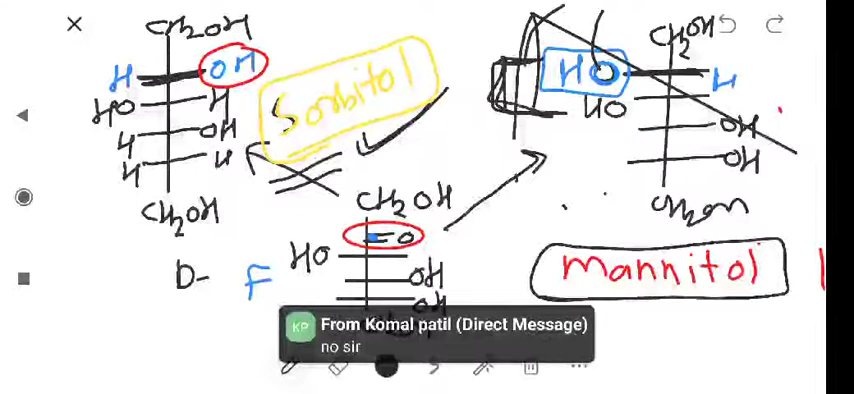 CH2OH
H OH
HO H
H OH
H H
CH2OH
Sorbitol
CH2OH
HO H
HO
OH
OH
CH2OH
CH2OH
=O
HO
OH
OH
D- F
mannitol
KP
From Komal patil (Direct Message)
no sir